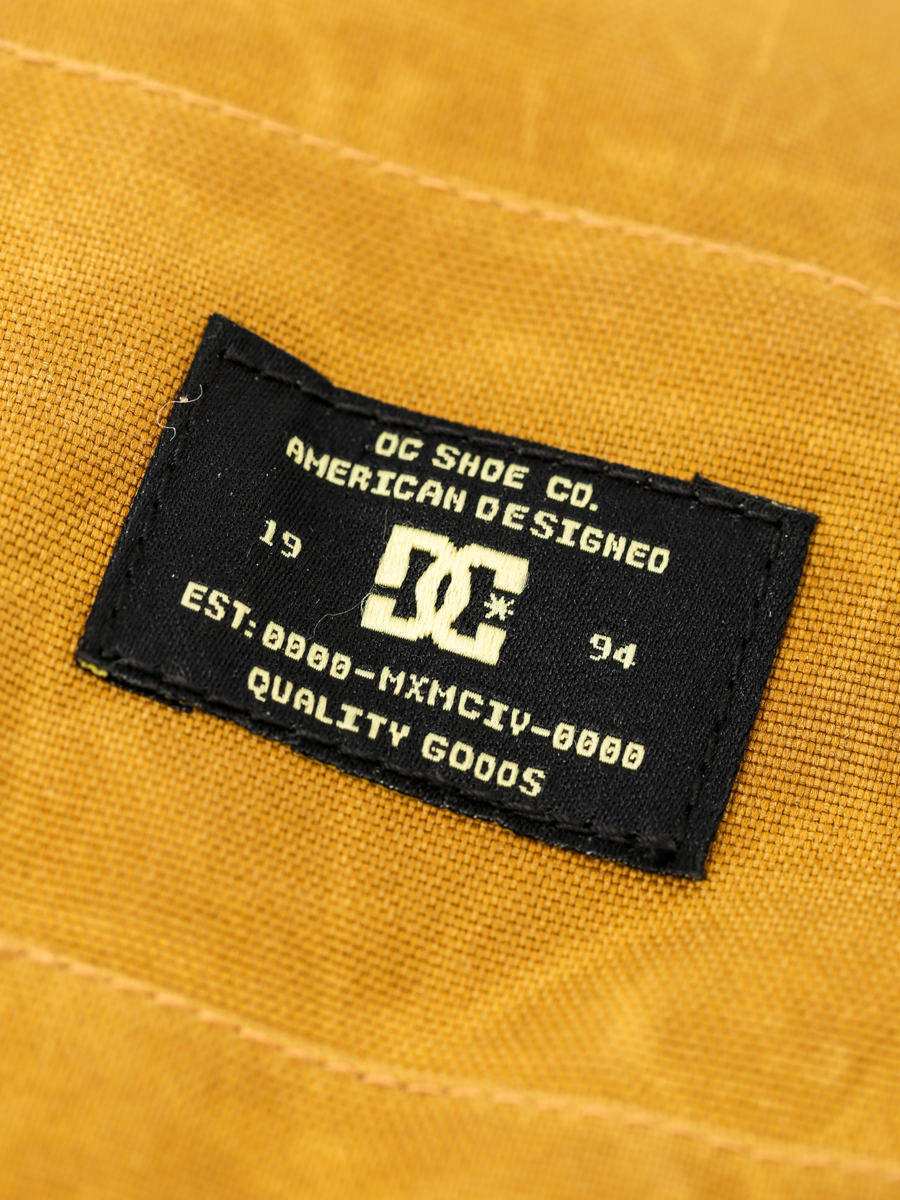 DC SHOE CO.
AMERICAN DESIGNED
19 DC 94
EST:0000-MXMCIV-0000
QUALITY GOODS